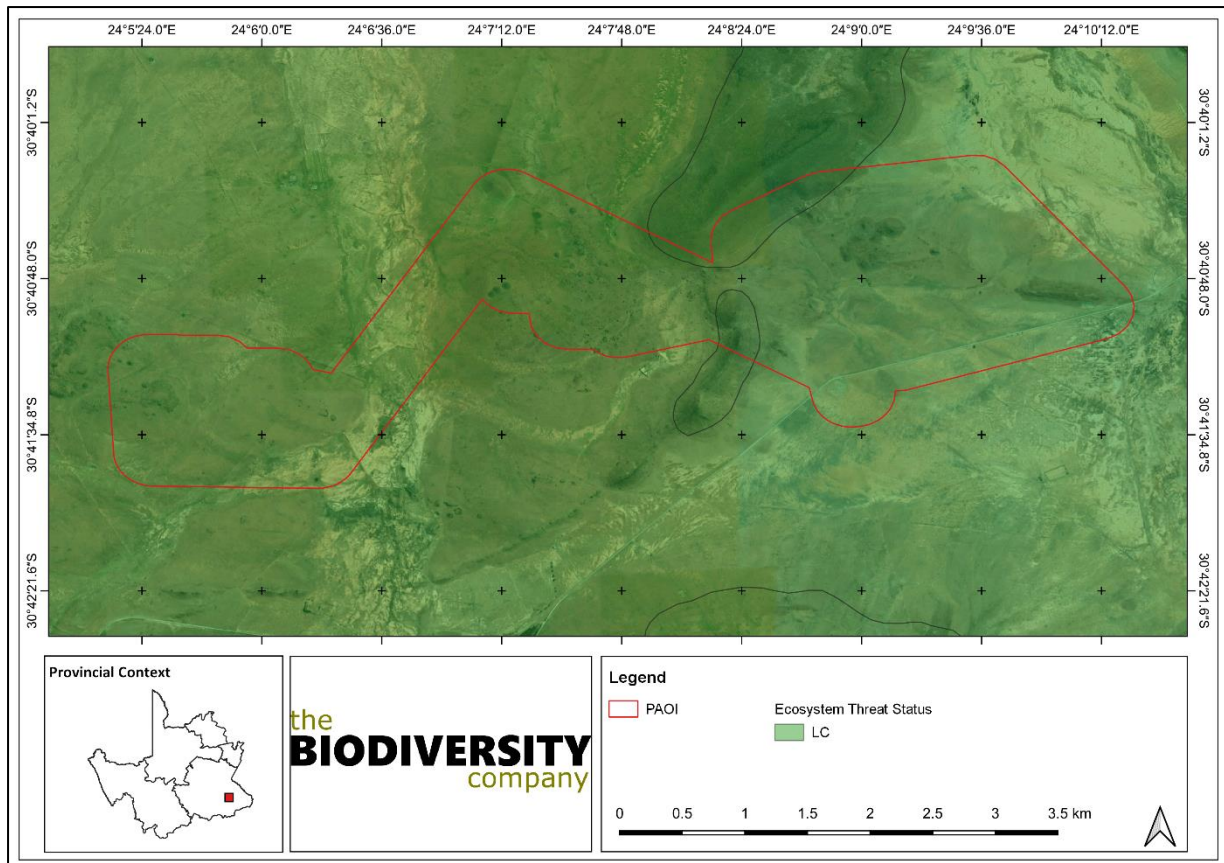 24°5'24.0"E 24°6'0.0"E 24°6'36.0"E 24°7'12.0"E 24°7'48.0"E 24°8'24.0"E 24°9'0.0"E 24°9'36.0"E 24°10'12.0"E
30°40'1.2"S 30°40'1.2"S
30°40'48.0"S 30°40'48.0"S
30°41'34.8"S 30°41'34.8"S
30°42'21.6"S 30°42'21.6"S
Provincial Context
the
BIODIVERSITY
company
Legend
PAOI
Ecosystem Threat Status
LC
0 0.5 1 1.5 2 2.5 3 3.5 km